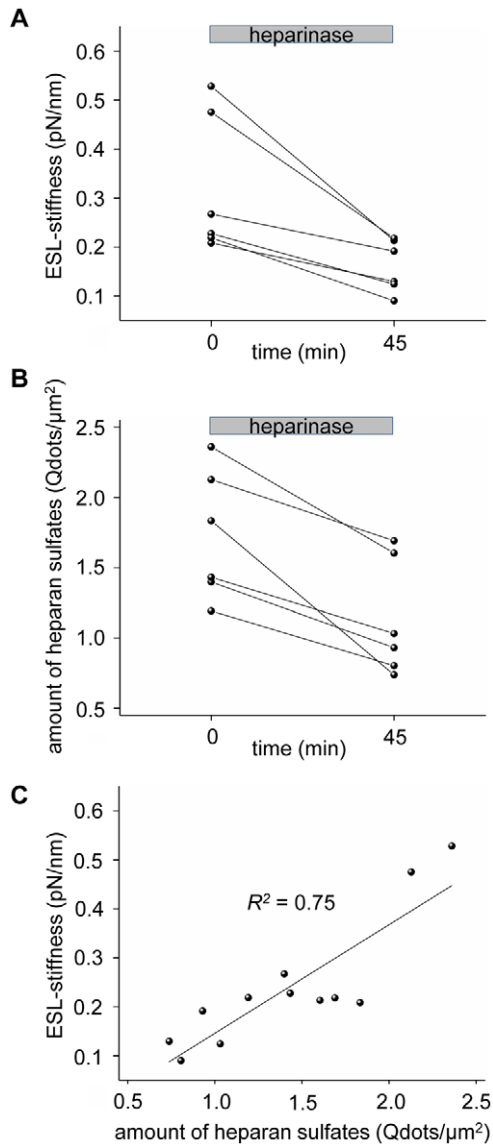 A
heparinase
ESL-stiffness (pN/nm)
0.6
0.5
0.4
0.3
0.2
0.1
0
45
time (min)
B
heparinase
amount of heparan sulfates (Qdots/µm²)
2.5
2.0
1.5
1.0
0.5
0
45
time (min)
C
ESL-stiffness (pN/nm)
0.6
0.5
0.4
0.3
0.2
0.1
R² = 0.75
0.5
1.0
1.5
2.0
2.5
amount of heparan sulfates (Qdots/µm²)